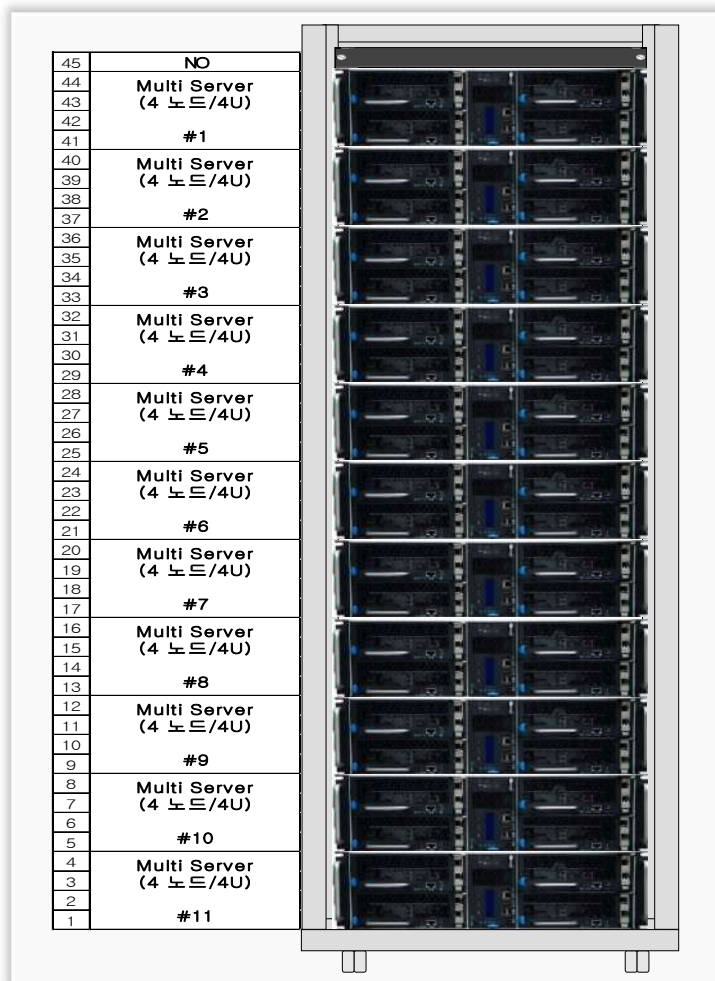 45 NO
44 Multi Server
43 (4 노드/4U)
42
41 #1
40 Multi Server
39 (4 노드/4U)
38
37 #2
36 Multi Server
35 (4 노드/4U)
34
33 #3
32 Multi Server
31 (4 노드/4U)
30
29 #4
28 Multi Server
27 (4 노드/4U)
26
25 #5
24 Multi Server
23 (4 노드/4U)
22
21 #6
20 Multi Server
19 (4 노드/4U)
18
17 #7
16 Multi Server
15 (4 노드/4U)
14
13 #8
12 Multi Server
11 (4 노드/4U)
10
9 #9
8 Multi Server
7 (4 노드/4U)
6
5 #10
4 Multi Server
3 (4 노드/4U)
2
1 #11